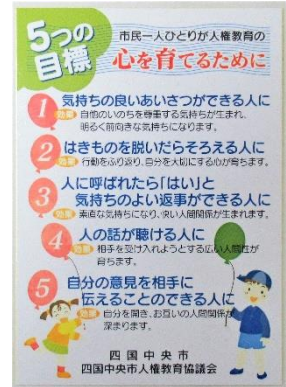 5つの
目標
市民一人ひとりが人権教育の
心を育てるために
1 気持ちの良いあいさつができる人に
効果 自他のいのちを尊重する気持ちが生まれ、
明るく前向きな気持ちになります。
2 はきものを脱いだらそろえる人に
効果 行動をふり返り、自分を大切にする心が育ちます。
3 人に呼ばれたら「はい」と
気持ちのよい返事ができる人に
効果 素直な気持ちになり、快い人間関係が生まれます。
4 人の話が聴ける人に
効果 相手を受け入れようとする広い人間性が
育ちます。
5 自分の意見を相手に
伝えることのできる人に
効果 自分を開き、お互いの人間関係が
深まります。
四国中央市
四国中央市人権教育協議会